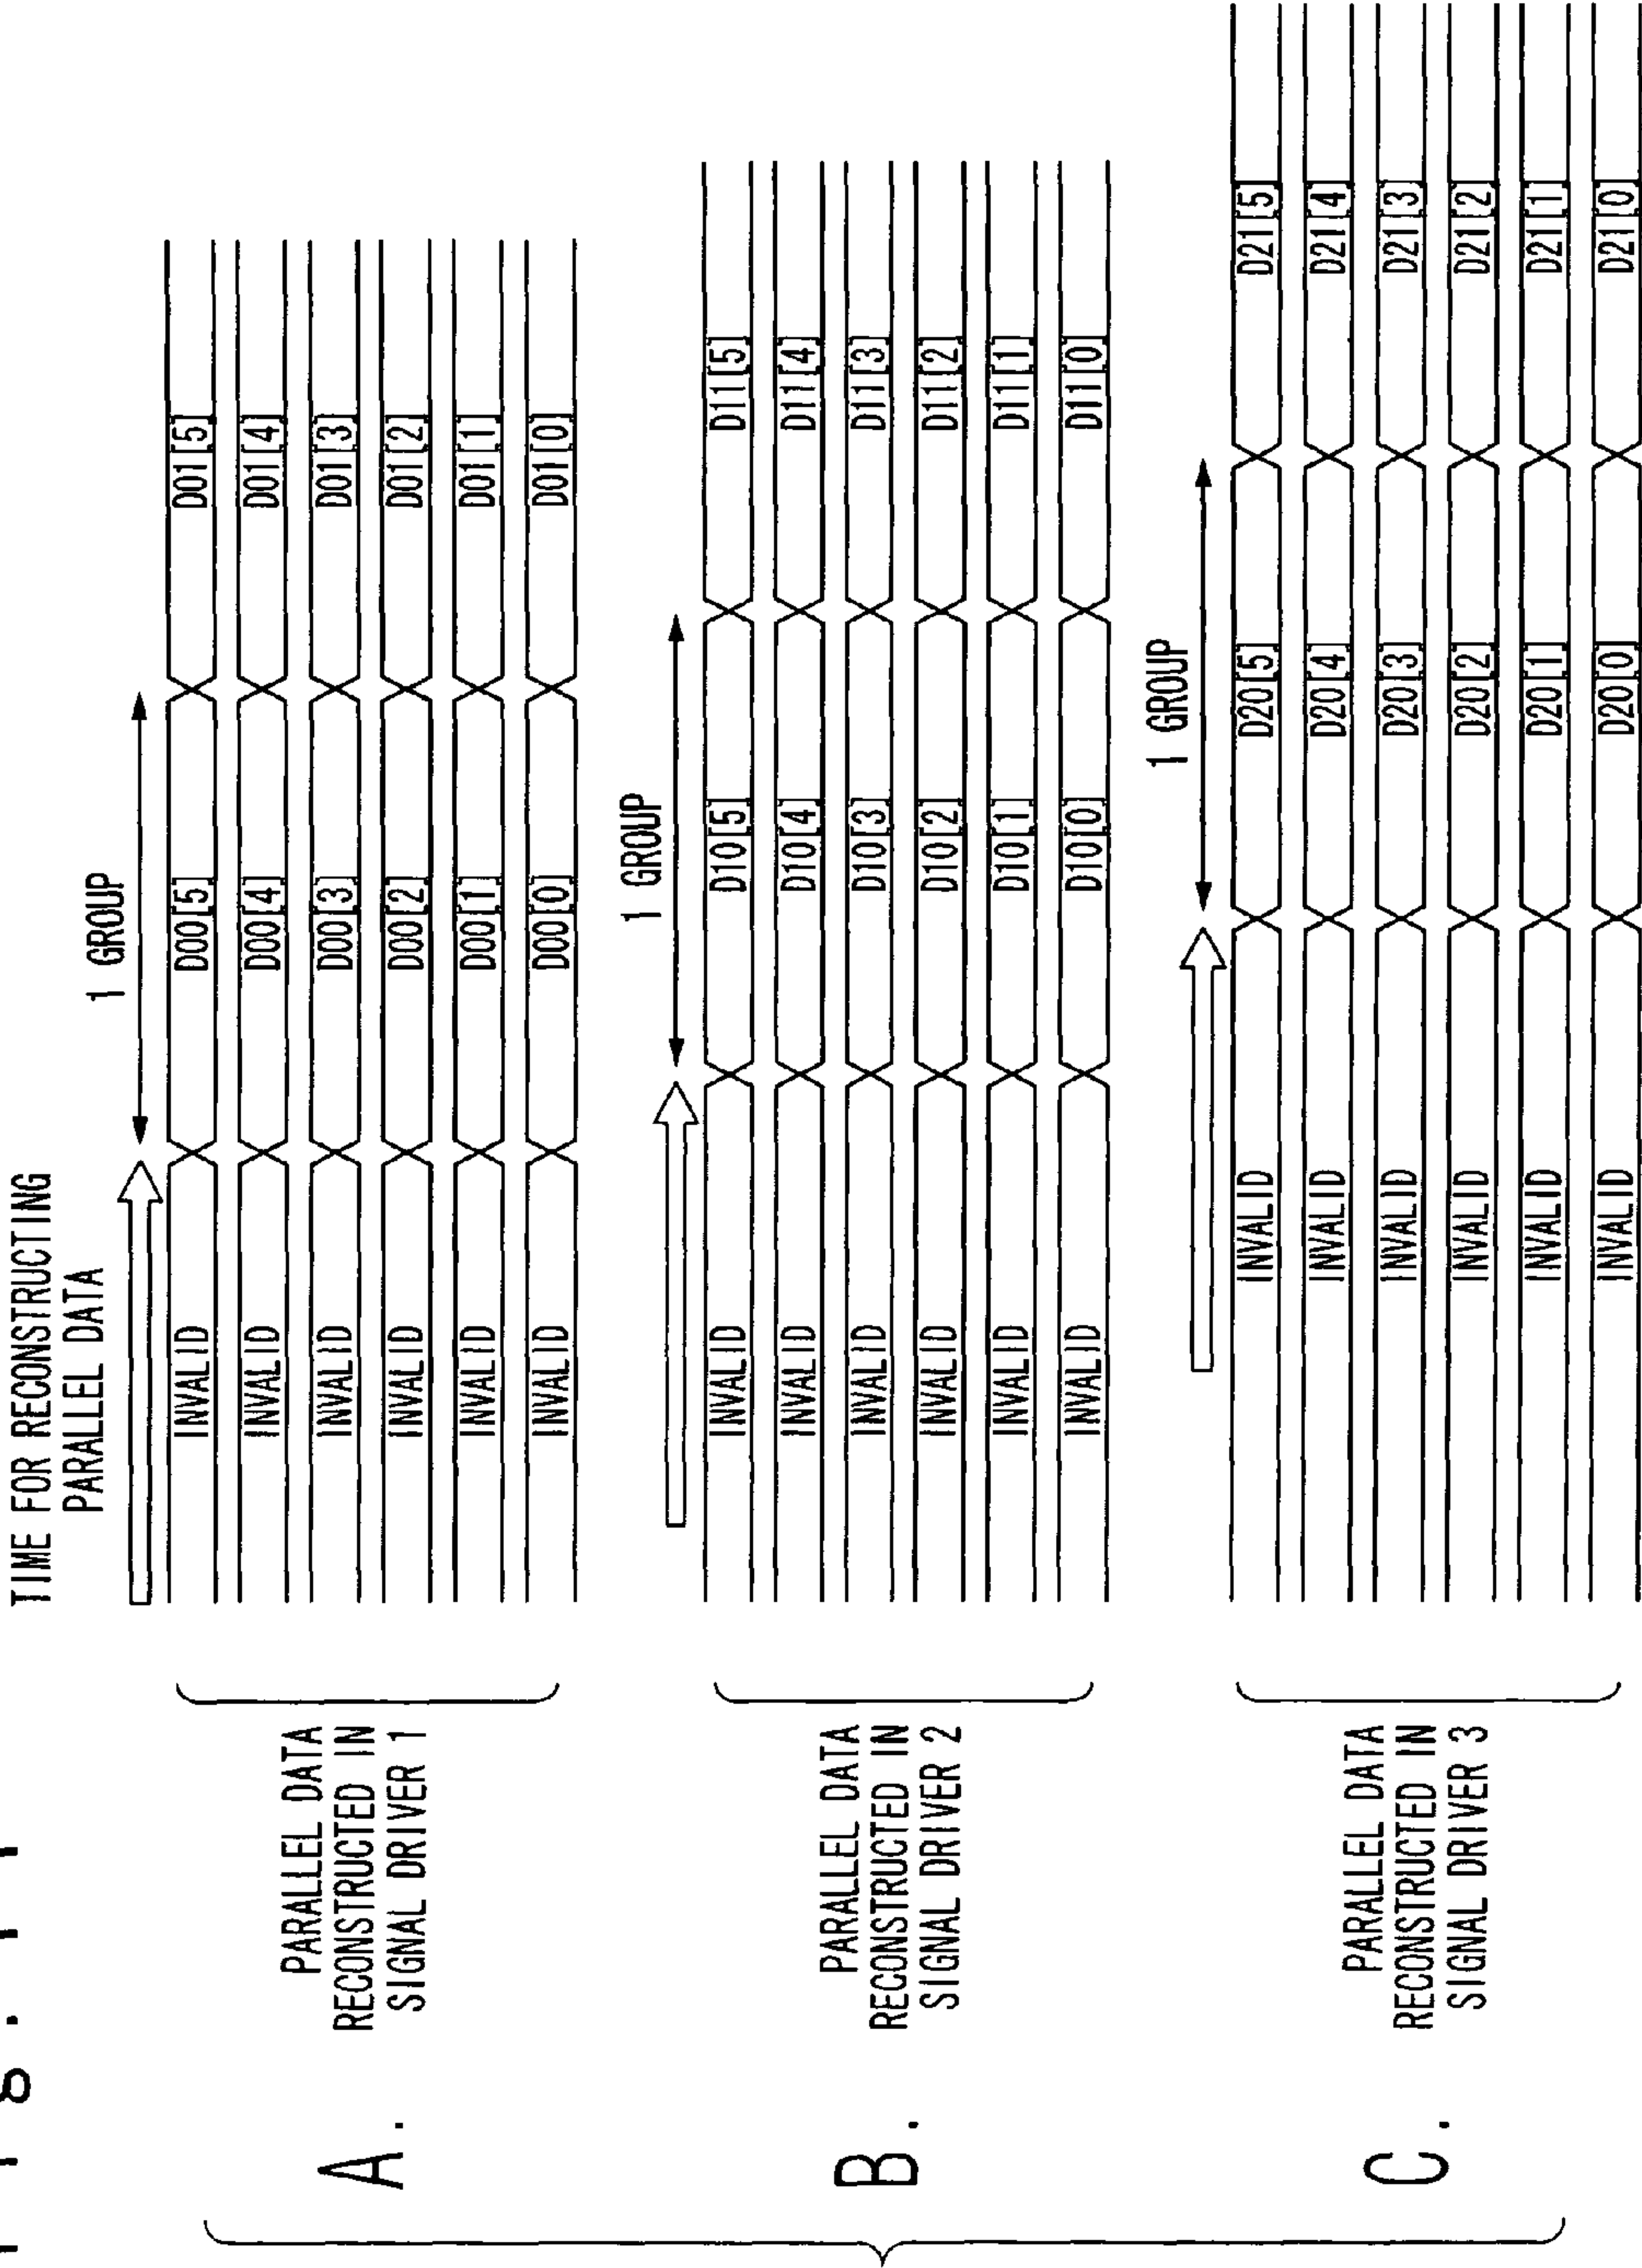 TIME FOR RECONSTRUCTING
PARALLEL DATA
1 GROUP
A.
PARALLEL DATA
RECONSTRUCTED IN
SIGNAL DRIVER 1
INVALID D00[5] D01[5]
INVALID D00[4] D01[4]
INVALID D00[3] D01[3]
INVALID D00[2] D01[2]
INVALID D00[1] D01[1]
INVALID D00[0] D01[0]
1 GROUP
B.
PARALLEL DATA
RECONSTRUCTED IN
SIGNAL DRIVER 2
INVALID D10[5] D11[5]
INVALID D10[4] D11[4]
INVALID D10[3] D11[3]
INVALID D10[2] D11[2]
INVALID D10[1] D11[1]
INVALID D10[0] D11[0]
1 GROUP
C.
PARALLEL DATA
RECONSTRUCTED IN
SIGNAL DRIVER 3
INVALID D20[5] D21[5]
INVALID D20[4] D21[4]
INVALID D20[3] D21[3]
INVALID D20[2] D21[2]
INVALID D20[1] D21[1]
INVALID D20[0] D21[0]